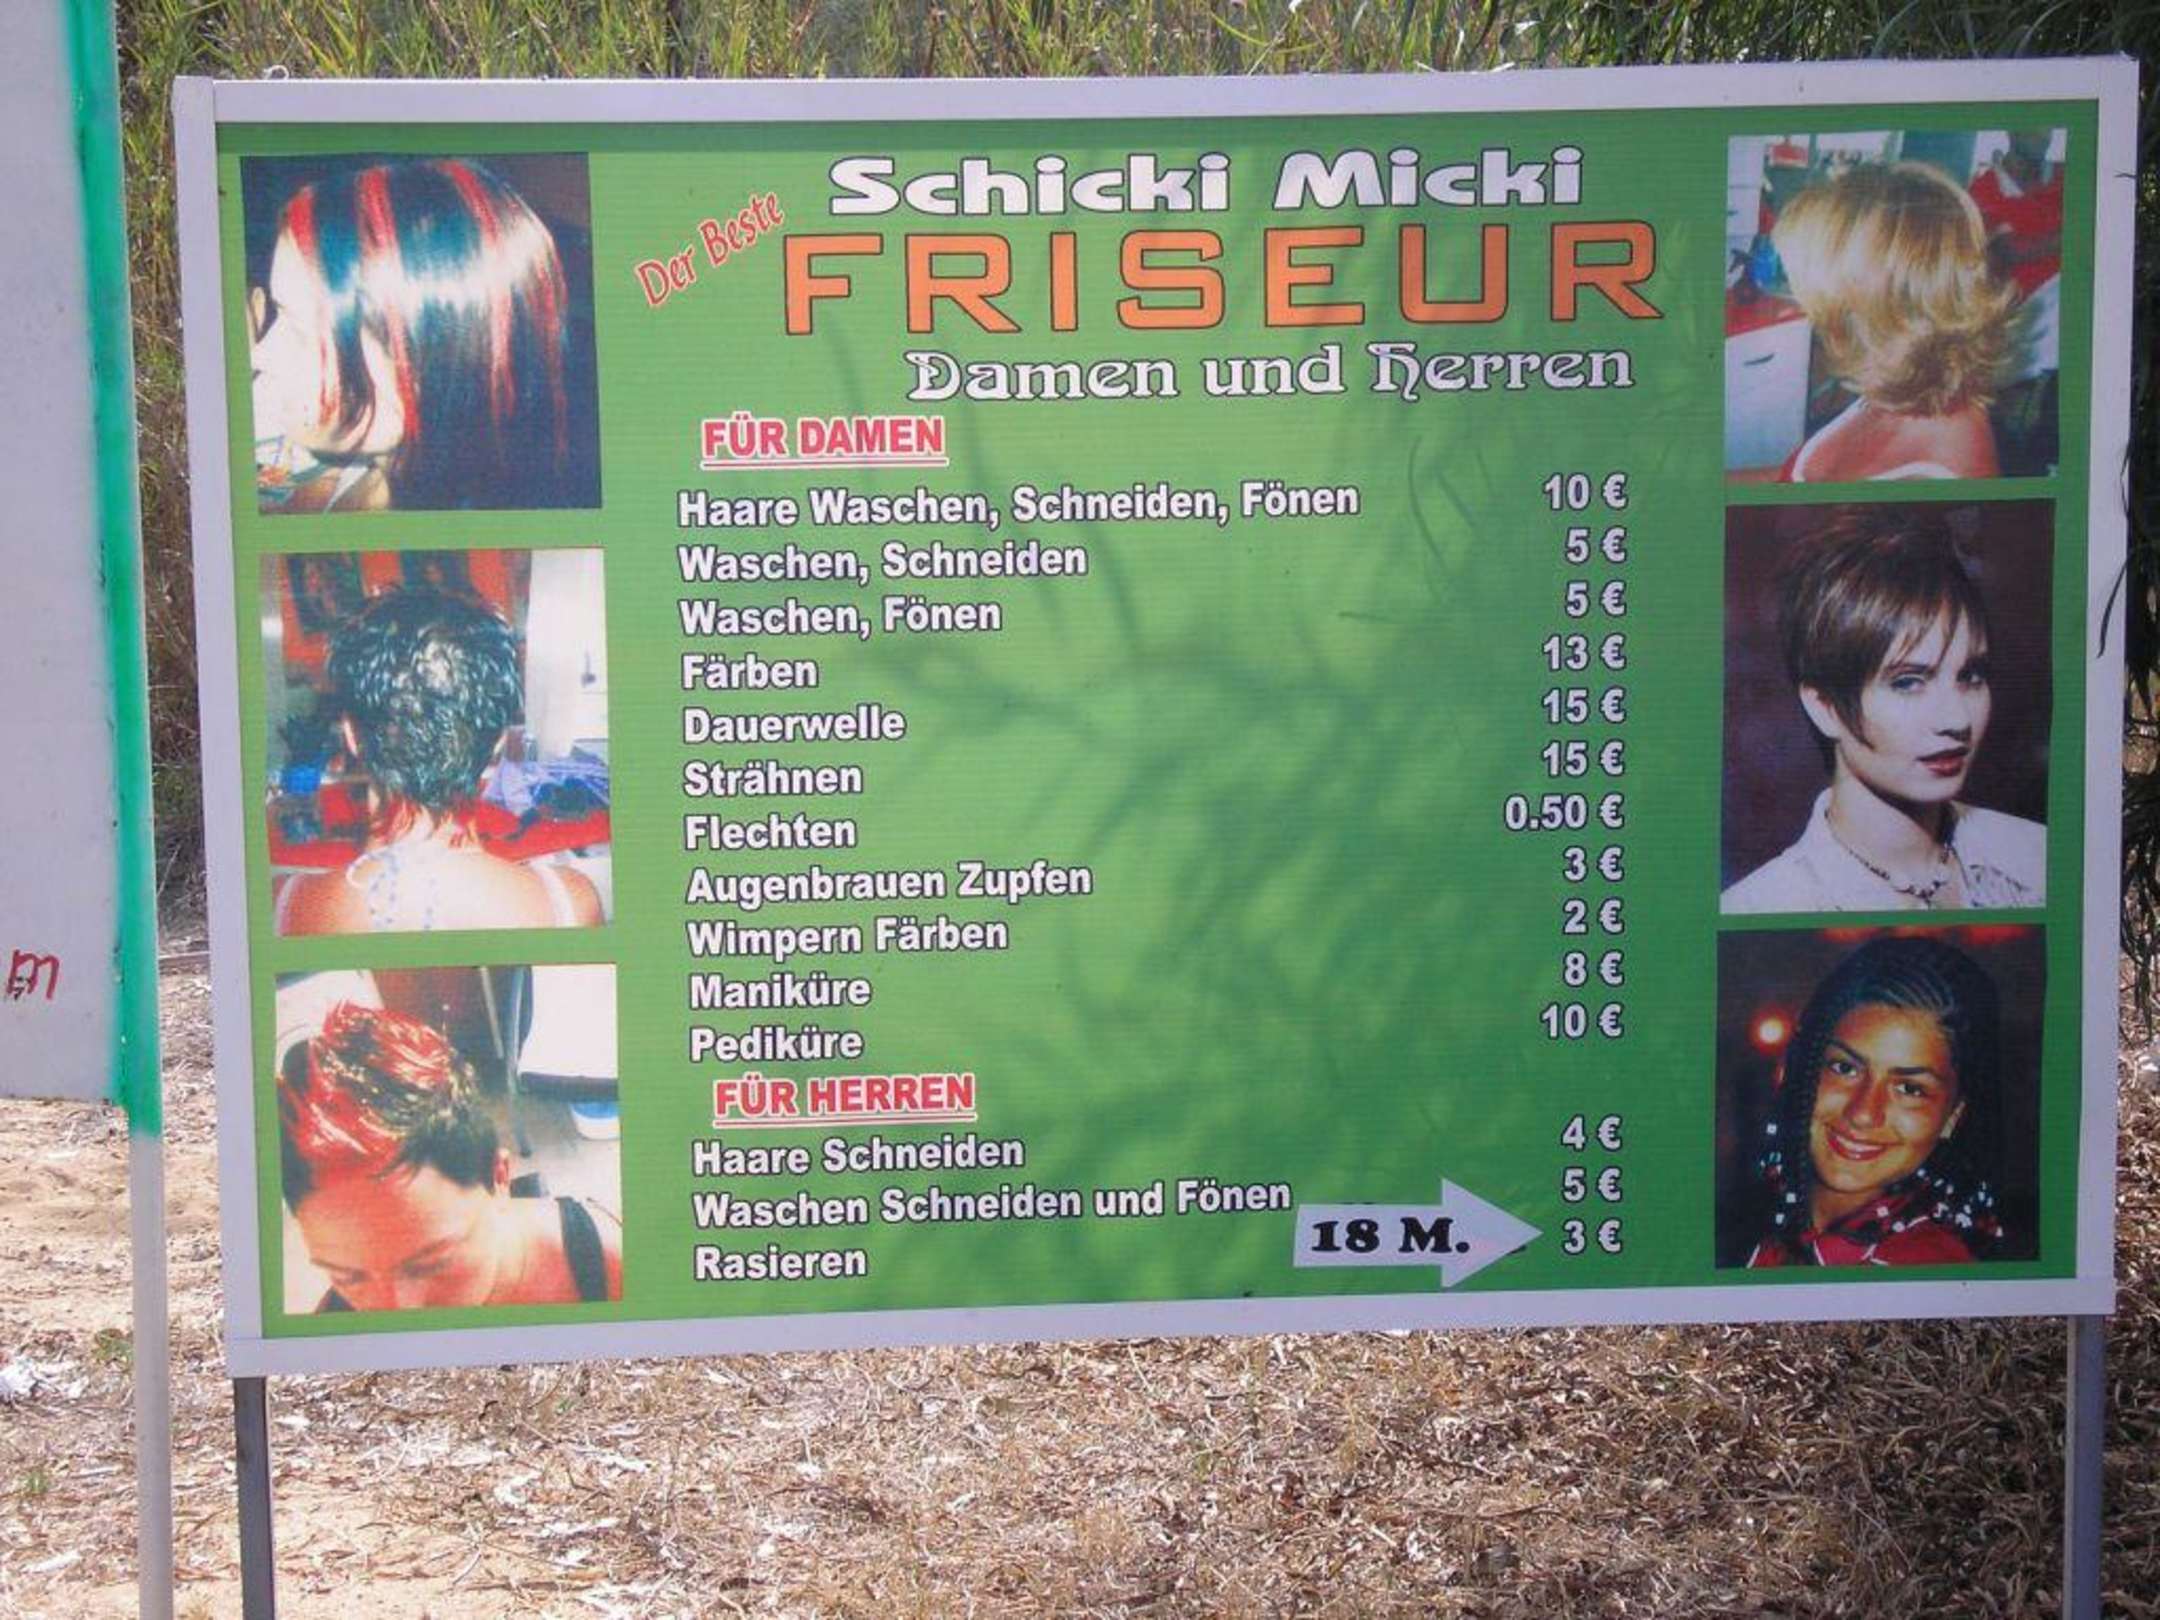 Der Beste
Schicki Micki
FRISEUR
Damen und Herren
FÜR DAMEN
Haare Waschen, Schneiden, Fönen 10 €
Waschen, Schneiden 5 €
Waschen, Fönen 5 €
Färben 13 €
Dauerwelle 15 €
Strähnen 15 €
Flechten 0.50 €
Augenbrauen Zupfen 3 €
Wimpern Färben 2 €
Maniküre 8 €
Pediküre 10 €
FÜR HERREN
Haare Schneiden 4 €
Waschen Schneiden und Fönen 5 €
Rasieren 3 €
18 M.